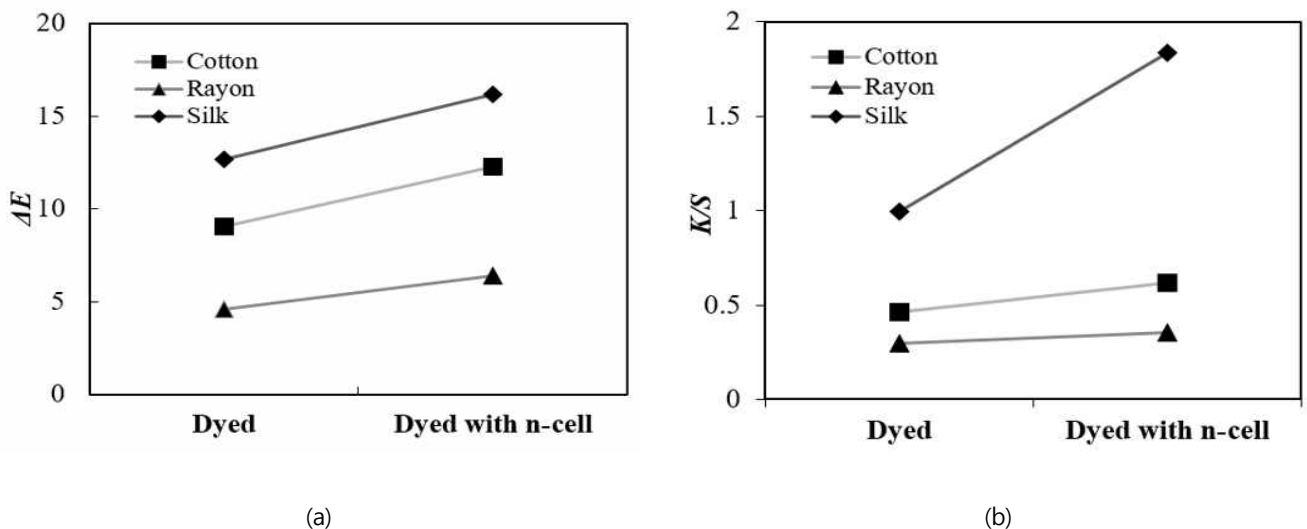 20
15
10
5
0
ΔE
Cotton
Rayon
Silk
Dyed
Dyed with n-cell
(a)
2
1.5
1
0.5
0
K/S
Cotton
Rayon
Silk
Dyed
Dyed with n-cell
(b)